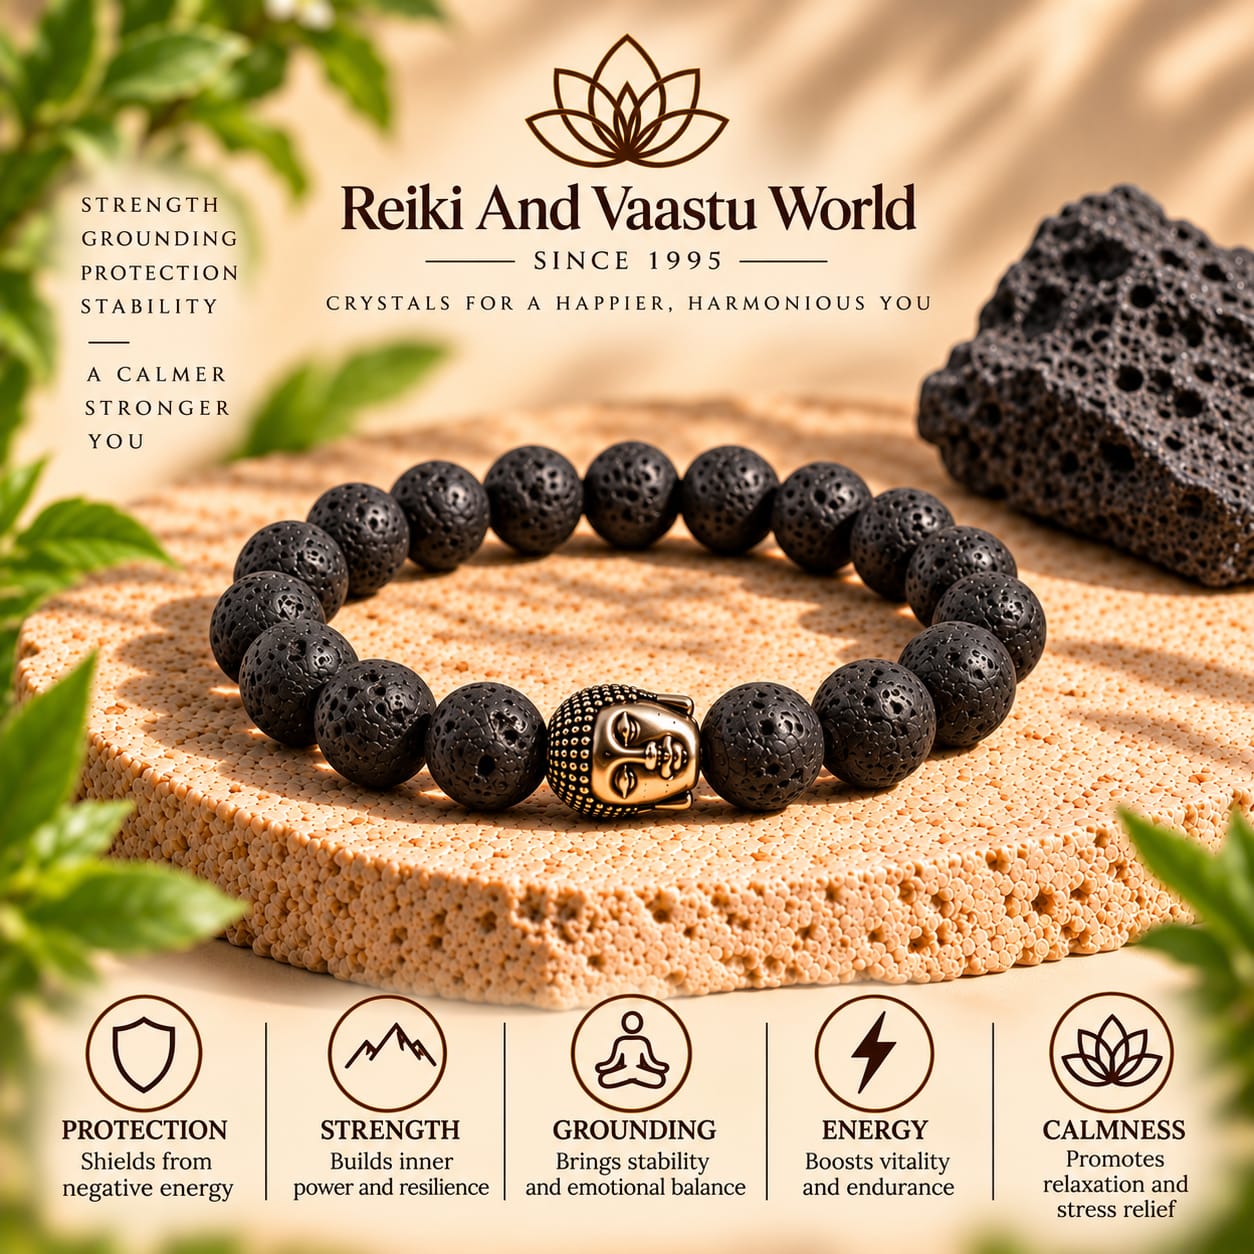 Reiki And Vaastu World
SINCE 1995
CRYSTALS FOR A HAPPIER, HARMONIOUS YOU
STRENGTH
GROUNDING
PROTECTION
STABILITY
A CALMER
STRONGER
YOU
PROTECTION
Shields from
negative energy
STRENGTH
Builds inner
power and resilience
GROUNDING
Brings stability
and emotional balance
ENERGY
Boosts vitality
and endurance
CALMNESS
Promotes
relaxation and
stress relief